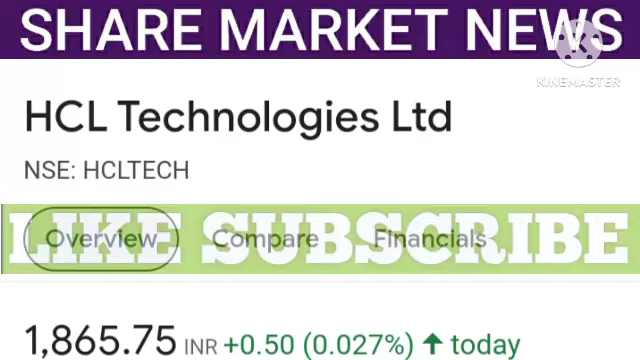 SHARE MARKET NEWS
KINEMASTER
HCL Technologies Ltd
NSE: HCLTECH
LIKE SUBSCRIBE
Overview Compare Financials
1,865.75 INR +0.50 (0.027%) ↑ today